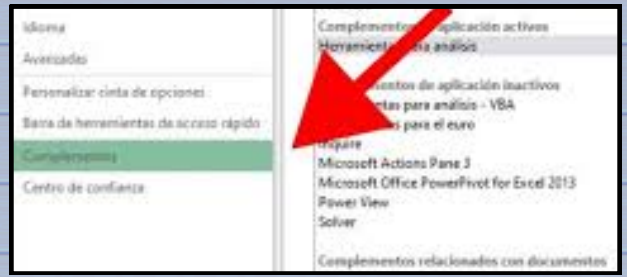 Idioma
Avanzadas
Personalizar cinta de opciones
Barra de herramientas de acceso rápido
Complementos
Centro de confianza
Complementos aplicación activos
Herramientas para análisis
de aplicación inactivos
para análisis - VBA
para el euro
Inquire
Microsoft Actions Pane 3
Microsoft Office PowerPivot for Excel 2013
Power View
Solver
Complementos relacionados con documentos